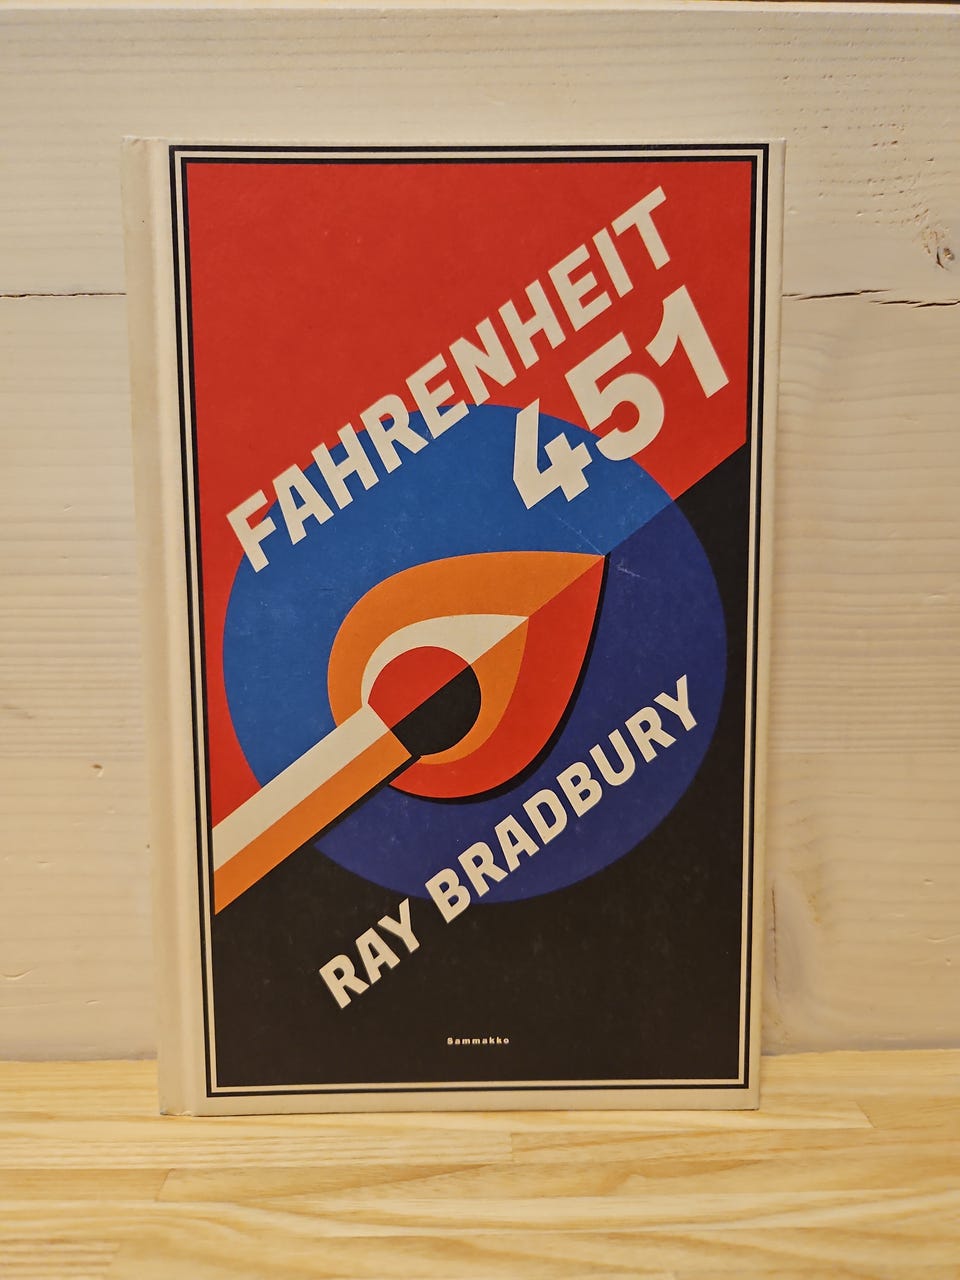 FAHRENHEIT
451
RAY BRADBURY
Sammakko